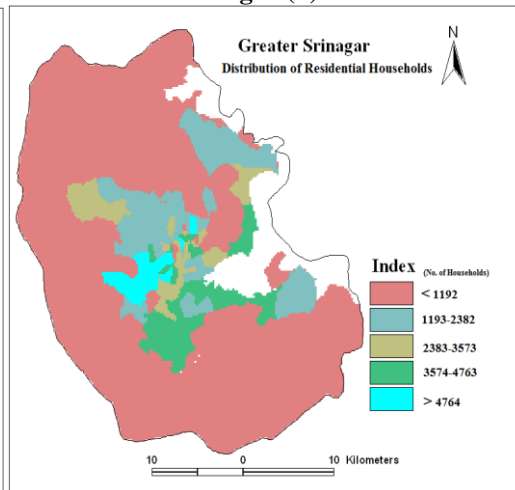 Greater Srinagar
Distribution of Residential Households
N
Index (No. of Households)
< 1192
1193-2382
2383-3573
3574-4763
> 4764
10 0 10 Kilometers